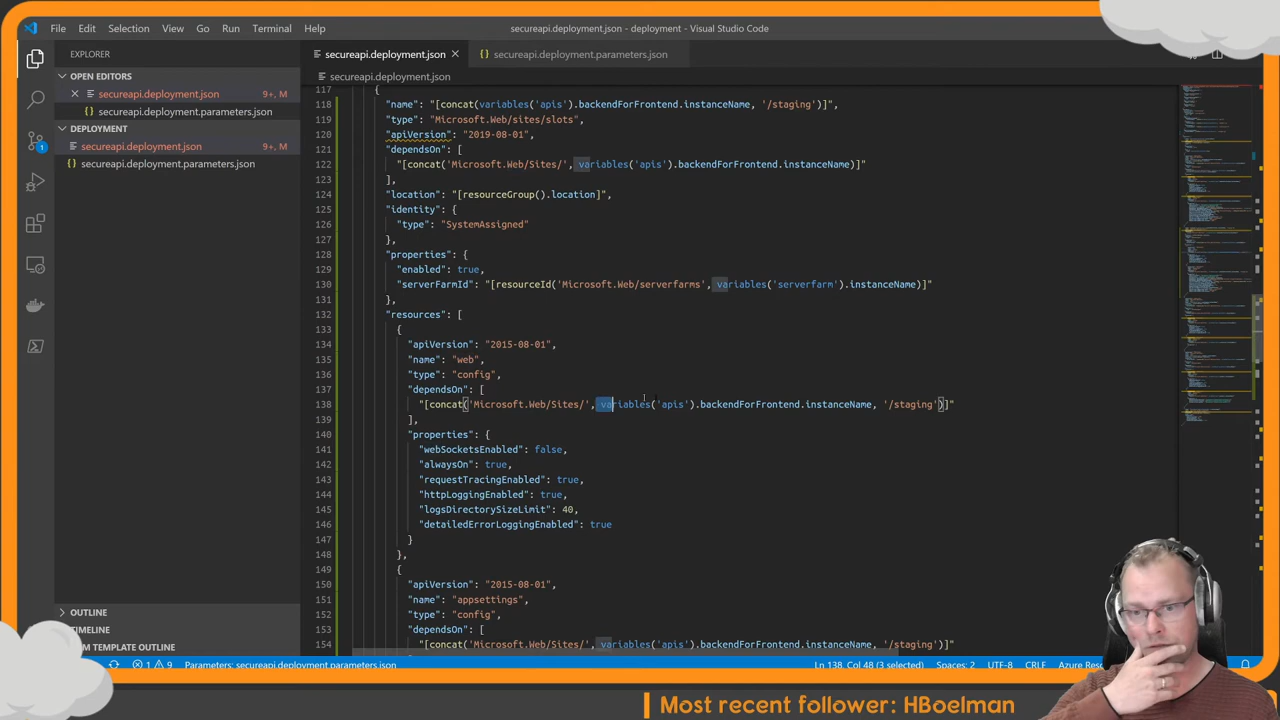 File Edit Selection View Go Run Terminal Help
secureapi.deployment.json - deployment - Visual Studio Code
EXPLORER
OPEN EDITORS
secureapi.deployment.json 9+, M
secureapi.deployment.parameters.json
DEPLOYMENT
secureapi.deployment.json 9+, M
secureapi.deployment.parameters.json
OUTLINE
TIMELINE
TEMPLATE OUTLINE
1
secureapi.deployment.json
secureapi.deployment.parameters.json
secureapi.deployment.json
117 {
118 "name": "[concat(variables('apis').backendForFrontend.instanceName, '/staging')]",
119 "type": "Microsoft.Web/sites/slots",
120 "apiVersion": "2019-08-01",
121 "dependsOn": [
122 "[concat('Microsoft.Web/Sites/', variables('apis').backendForFrontend.instanceName)]"
123 ],
124 "location": "[resourceGroup().location]",
125 "identity": {
126 "type": "SystemAssigned"
127 },
128 "properties": {
129 "enabled": true,
130 "serverFarmId": "[resourceId('Microsoft.Web/serverfarms', variables('serverfarm').instanceName)]"
131 },
132 "resources": [
133 {
134 "apiVersion": "2015-08-01",
135 "name": "web",
136 "type": "config",
137 "dependsOn": [
138 "[concat('Microsoft.Web/Sites/', variables('apis').backendForFrontend.instanceName, '/staging')]"
139 ],
140 "properties": {
141 "webSocketsEnabled": false,
142 "alwaysOn": true,
143 "requestTracingEnabled": true,
144 "httpLoggingEnabled": true,
145 "logsDirectorySizeLimit": 40,
146 "detailedErrorLoggingEnabled": true
147 }
148 },
149 {
150 "apiVersion": "2015-08-01",
151 "name": "appsettings",
152 "type": "config",
153 "dependsOn": [
154 "[concat('Microsoft.Web/Sites/', variables('apis').backendForFrontend.instanceName, '/staging')]"
1 9 Parameters: secureapi.deployment.parameters.json Ln 138, Col 48 (3 selected) Spaces: 2 UTF-8 CRLF Azure
Most recent follower: HBoelman